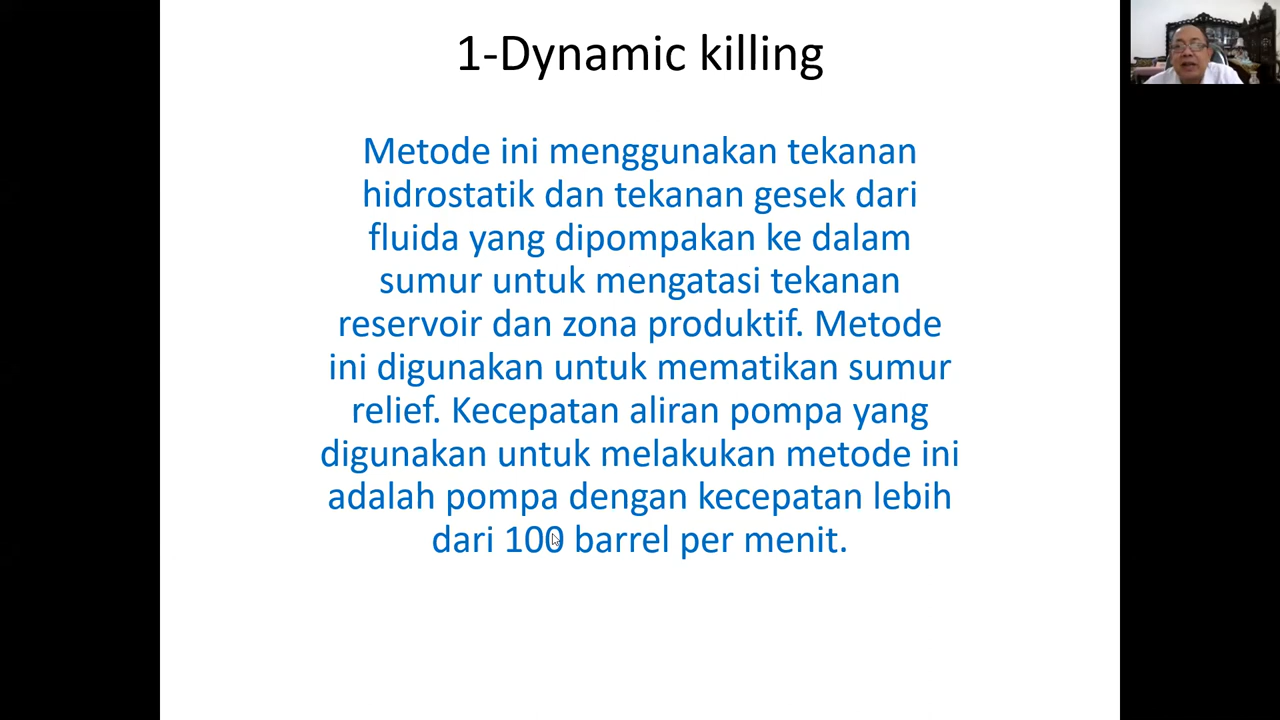 1-Dynamic killing
Metode ini menggunakan tekanan
hidrostatik dan tekanan gesek dari
fluida yang dipompakan ke dalam
sumur untuk mengatasi tekanan
reservoir dan zona produktif. Metode
ini digunakan untuk mematikan sumur
relief. Kecepatan aliran pompa yang
digunakan untuk melakukan metode ini
adalah pompa dengan kecepatan lebih
dari 100 barrel per menit.